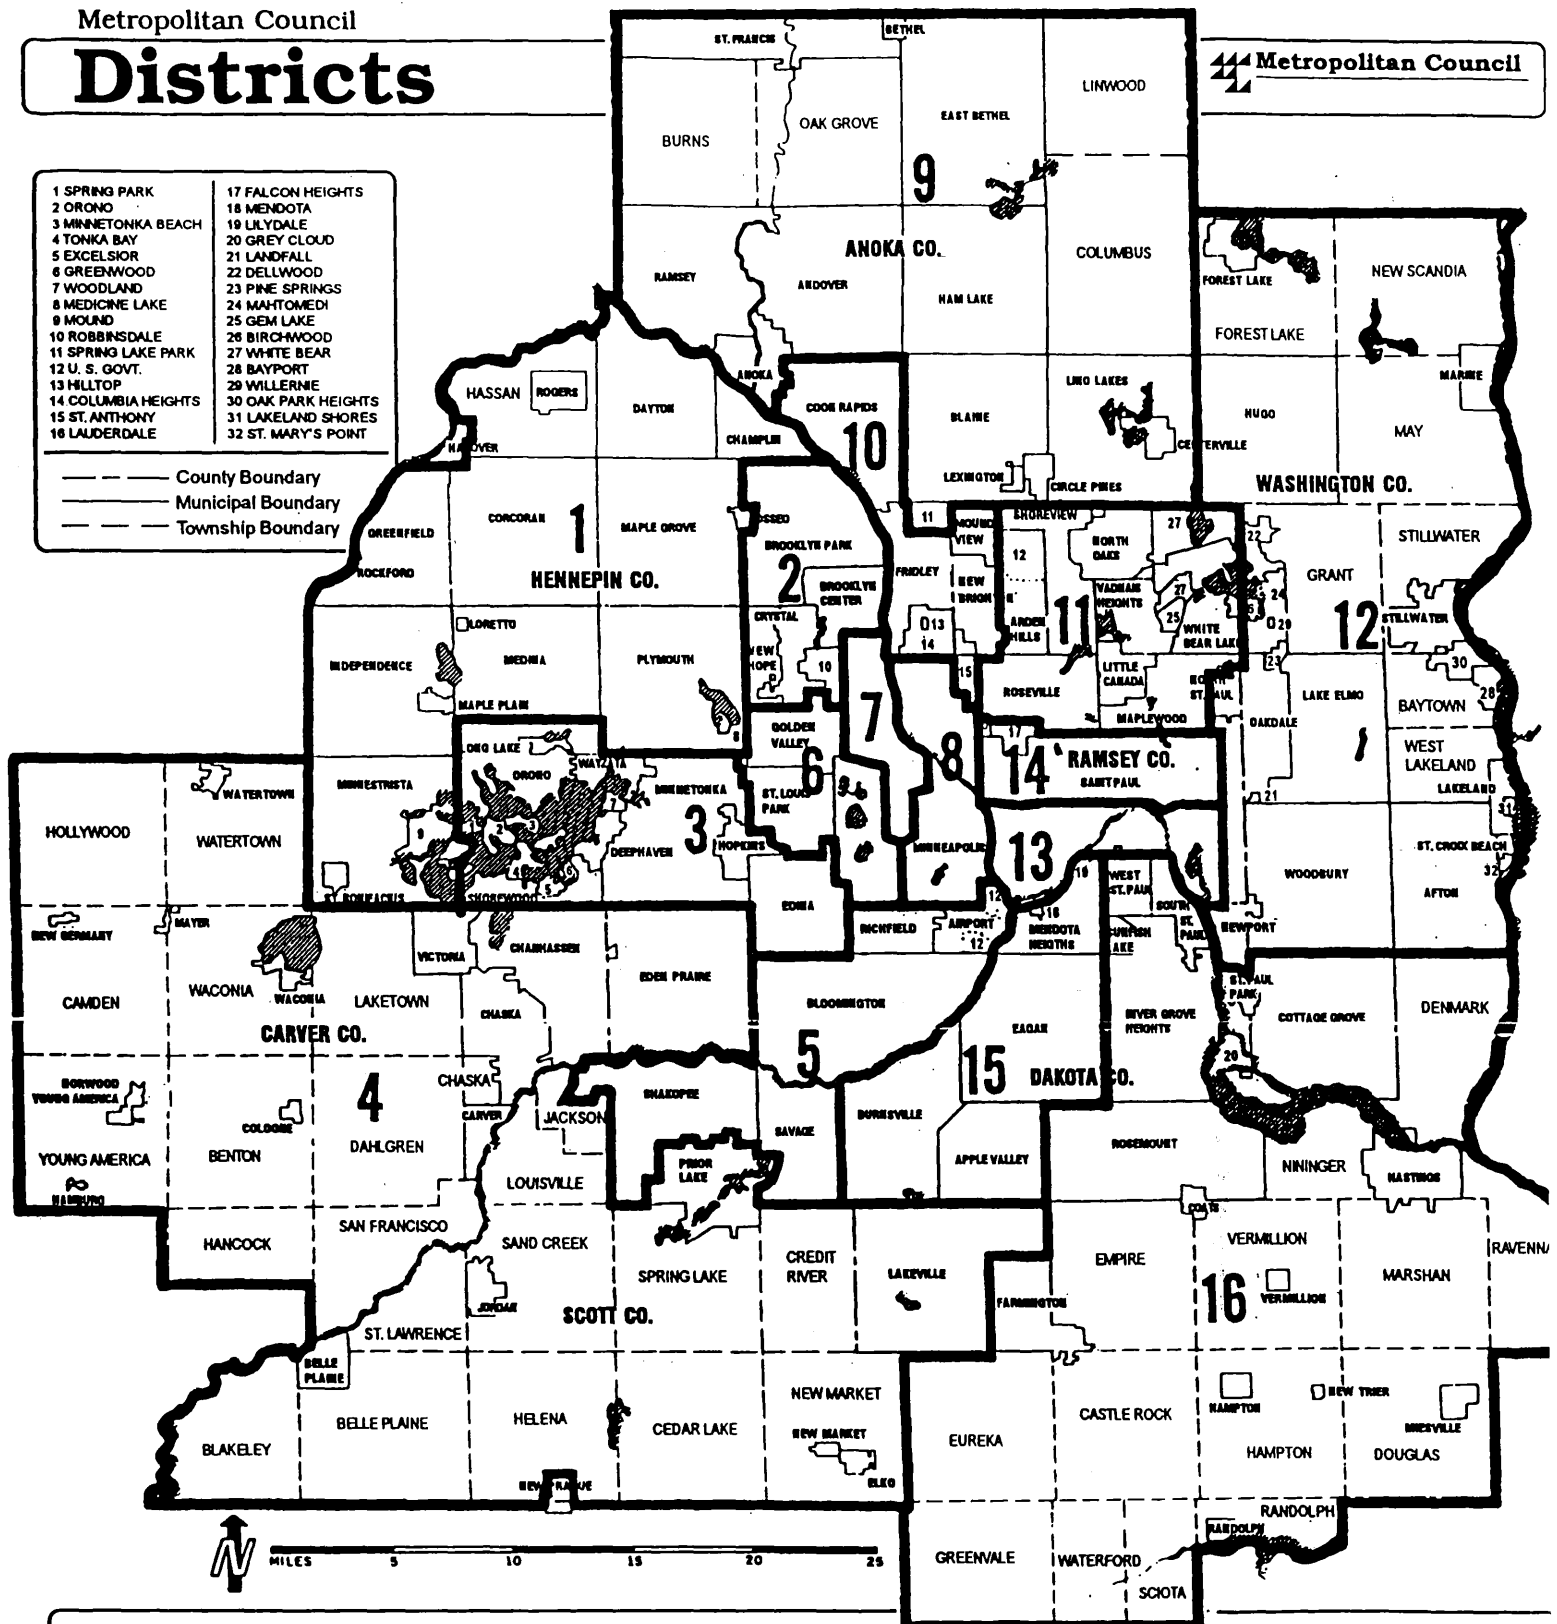 Metropolitan Council
Districts
Metropolitan Council
1 SPRING PARK
2 ORONO
3 MINNETONKA BEACH
4 TONKA BAY
5 EXCELSIOR
6 GREENWOOD
7 WOODLAND
8 MEDICINE LAKE
9 MOUND
10 ROBBINSDALE
11 SPRING LAKE PARK
12 U. S. GOVT.
13 HILLTOP
14 COLUMBIA HEIGHTS
15 ST. ANTHONY
16 LAUDERDALE
17 FALCON HEIGHTS
18 MENDOTA
19 LILYDALE
20 GREY CLOUD
21 LANDFALL
22 DELLWOOD
23 PINE SPRINGS
24 MAHTOMEDI
25 GEM LAKE
26 BIRCHWOOD
27 WHITE BEAR
28 BAYPORT
29 WILLERNIE
30 OAK PARK HEIGHTS
31 LAKELAND SHORES
32 ST. MARY'S POINT
County Boundary
Municipal Boundary
Township Boundary
ST. FRANCIS
BETHEL
LINWOOD
BURNS
OAK GROVE
EAST BETHEL
9
ANOKA CO.
COLUMBUS
RAMSEY
ANDOVER
HAM LAKE
FOREST LAKE
NEW SCANDIA
FOREST LAKE
MARINE
HASSAN
ROGERS
DAYTON
ANOKA
COON RAPIDS
10
BLAINE
LINO LAKES
HUGO
MAY
CHAMPLIN
CENTERVILLE
LEXINGTON
CIRCLE PINES
WASHINGTON CO.
GREENFIELD
CORCORAN
1
MAPLE GROVE
OSSEO
BROOKLYN PARK
11
MOUND
VIEW
SHOREVIEW
27
NORTH
OAKS
12
22
STILLWATER
ROCKFORD
HENNEPIN CO.
2
BROOKLYN
CENTER
FRIDLEY
NEW
BRIGHTON
VADNAIS
HEIGHTS
27
GRANT
CRYSTAL
13
14
ARDEN
HILLS
11
25
WHITE
BEAR LAKE
24
29
12
STILLWATER
LORETTO
INDEPENDENCE
MEDINA
PLYMOUTH
NEW
HOPE
10
15
ROSEVILLE
LITTLE
CANADA
NORTH
ST. PAUL
23
LAKE ELMO
30
28
BAYTOWN
MAPLE PLAIN
8
GOLDEN
VALLEY
7
MAPLEWOOD
OAKDALE
LONG LAKE
17
14
RAMSEY CO.
SAINT PAUL
WEST
LAKELAND
ORONO
WAYZATA
6
8
MINNETRISTA
MINNETONKA
ST. LOUIS
PARK
LAKELAND
21
31
HOLLYWOOD
WATERTOWN
WATERTOWN
9
1
2
3
7
3
HOPKINS
DEEPHAVEN
MINNEAPOLIS
13
ST. CROIX BEACH
32
WOODBURY
AFTON
4
5
6
19
WEST
ST. PAUL
ST. BONIFACIUS
SHOREWOOD
EDINA
12
SOUTH
ST.
PAUL
NEW GERMANY
MAYER
RICHFIELD
AIRPORT
12
18
MENDOTA
HEIGHTS
SUNFISH
LAKE
NEWPORT
VICTORIA
CHANHASSEN
EDEN PRAIRE
CAMDEN
WACONIA
WACONIA
LAKETOWN
CHASKA
BLOOMINGTON
ST. PAUL
PARK
COTTAGE GROVE
DENMARK
CARVER CO.
EAGAN
INVER GROVE
HEIGHTS
5
15
DAKOTA CO.
20
NORWOOD
YOUNG AMERICA
4
CHASKA
COLOGNE
CARVER
JACKSON
SHAKOPEE
SAVAGE
BURNSVILLE
DAHLGREN
YOUNG AMERICA
BENTON
APPLE VALLEY
ROSEMOUNT
NININGER
HASTINGS
HAMBURG
LOUISVILLE
PRIOR
LAKE
COATS
HANCOCK
SAN FRANCISCO
SAND CREEK
SPRING LAKE
CREDIT
RIVER
LAKEVILLE
EMPIRE
VERMILLION
RAVENNA
MARSHAN
16
VERMILLION
JORDAN
SCOTT CO.
FARMINGTON
ST. LAWRENCE
BELLE
PLAINE
BELLE PLAINE
HELENA
CEDAR LAKE
NEW MARKET
NEW MARKET
ELKO
BLAKELEY
NEW PRAGUE
EUREKA
CASTLE ROCK
HAMPTON
NEW TRIER
MIESVILLE
HAMPTON
DOUGLAS
RANDOLPH
RANDOLPH
GREENVALE
WATERFORD
SCIOTA
N
MILES 5 10 15 20 25